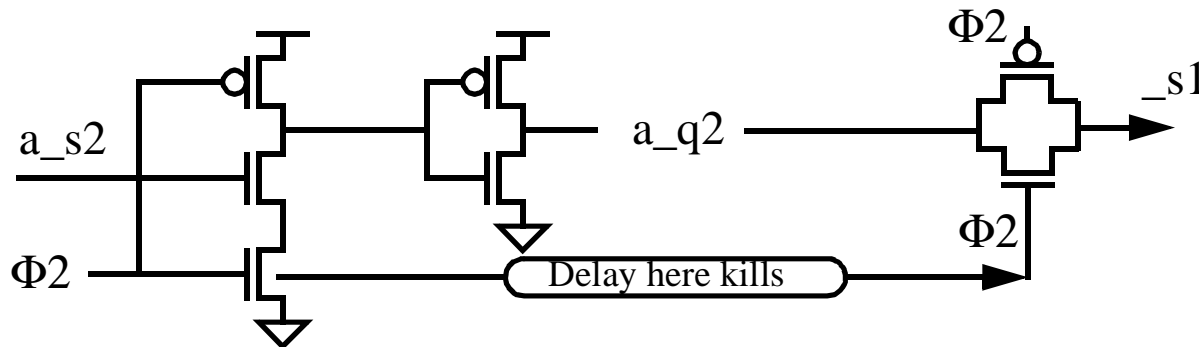 Φ2
_s1
a_s2
a_q2
Φ2
Φ2
Delay here kills